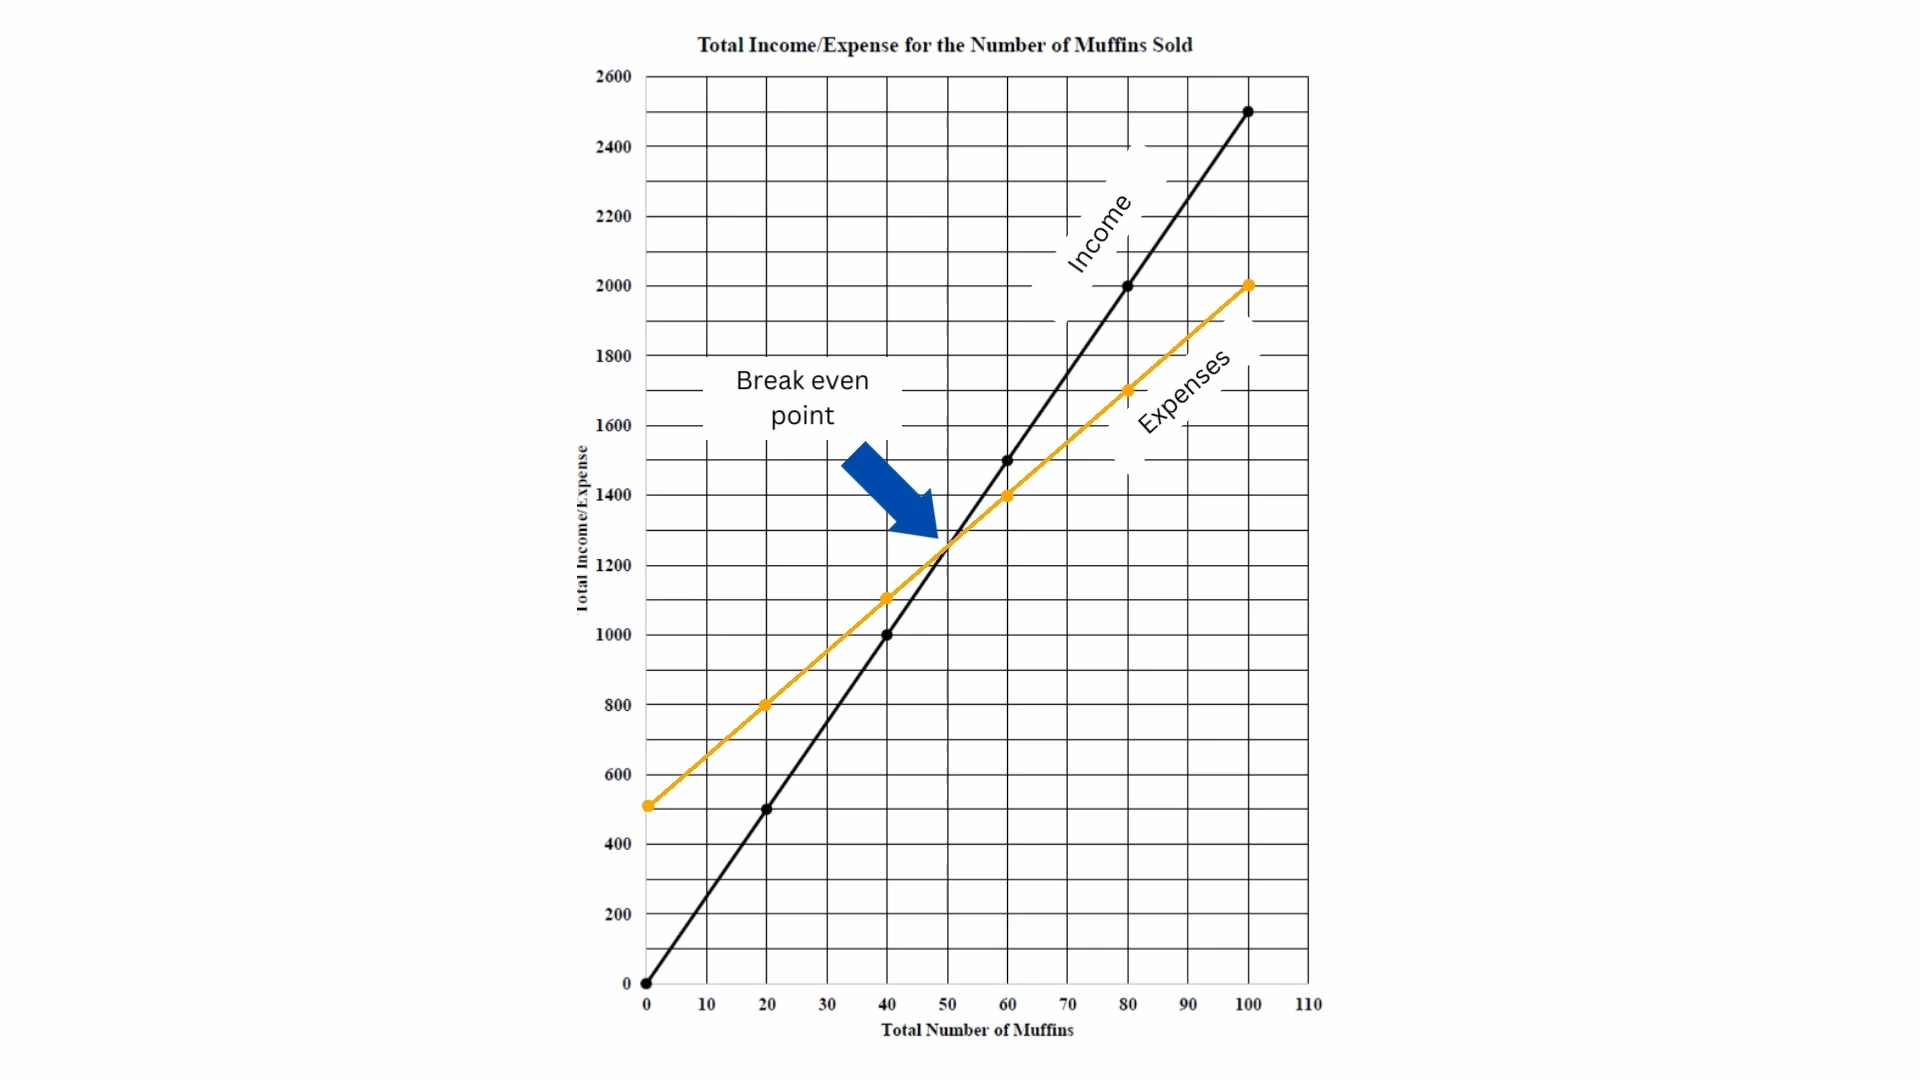 Total Income/Expense for the Number of Muffins Sold
2600
2400
2200
2000
1800
1600
1400
1200
1000
800
600
400
200
0
Total Income/Expense
Income
Expenses
Break even
point
0 10 20 30 40 50 60 70 80 90 100 110
Total Number of Muffins